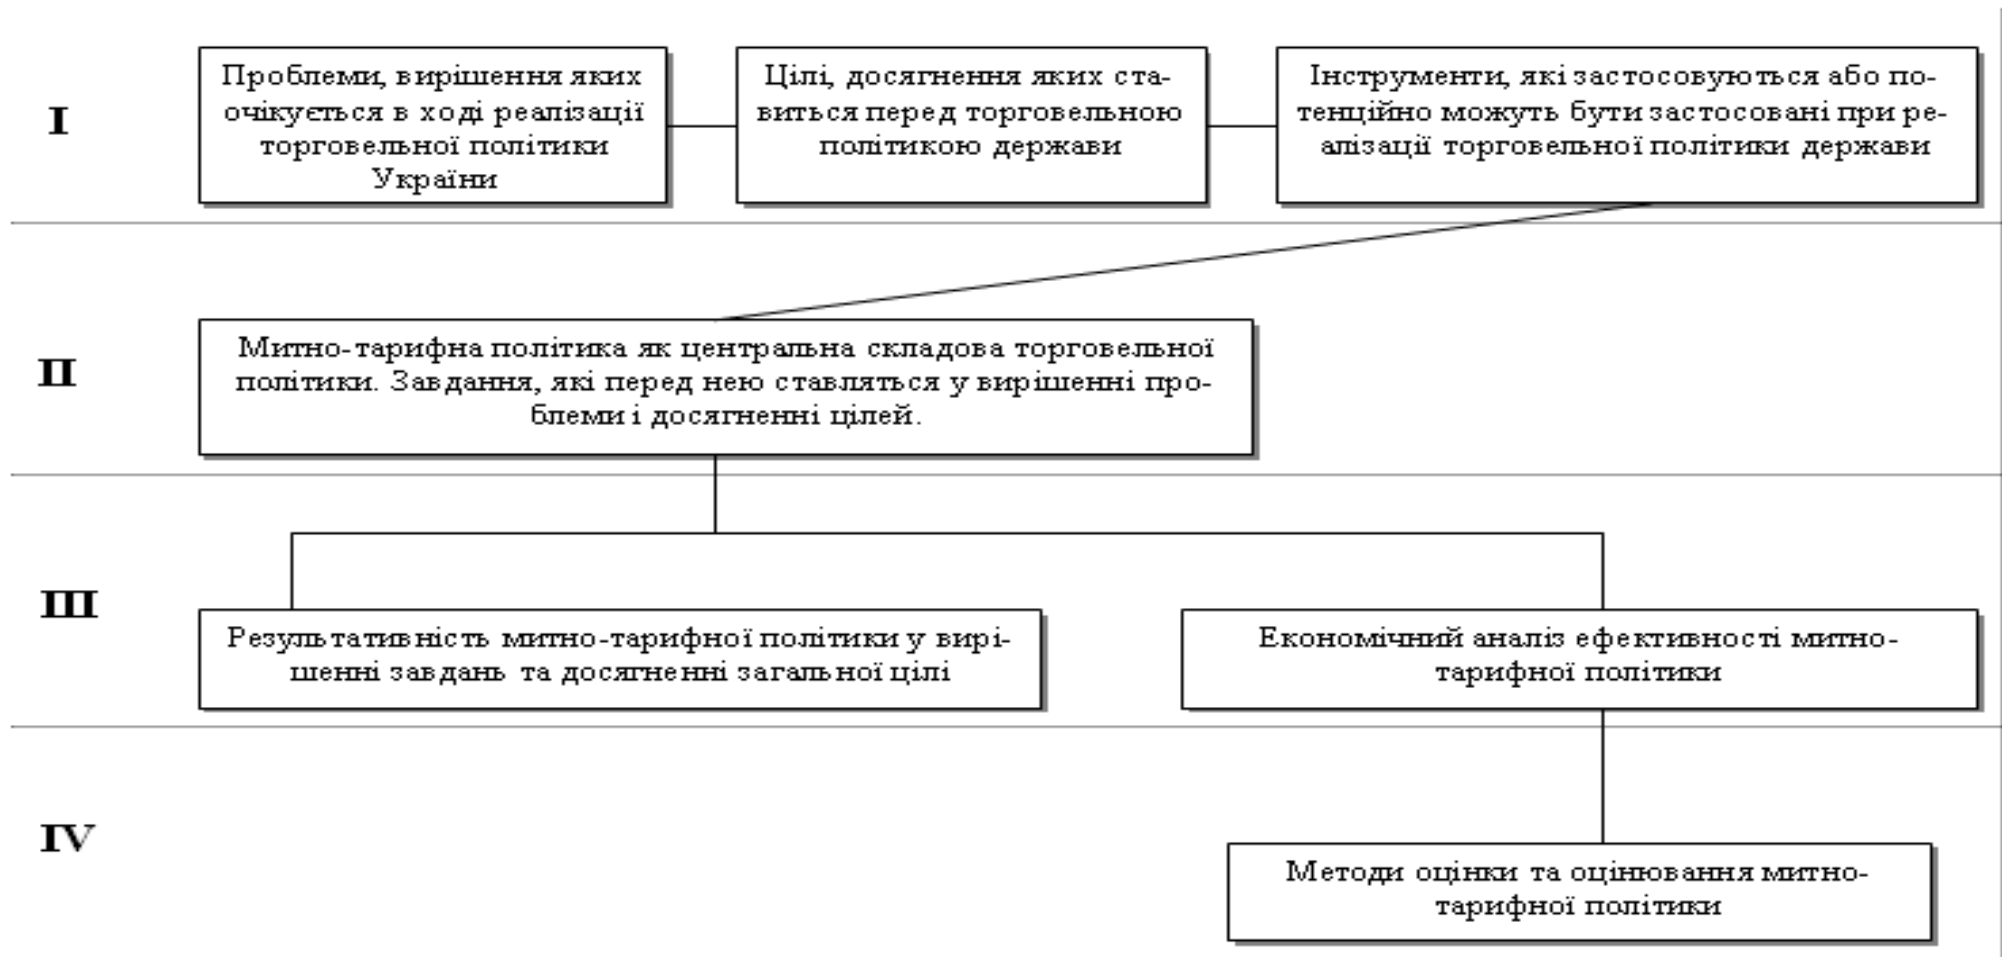 I
Проблеми, вирішення яких
очікується в ході реалізації
торговельної політики
України
Цілі, досягнення яких ста-
виться перед торговельною
політикою держави
Інструменти, які застосовуються або по-
тенційно можуть бути застосовані при ре-
алізації торговельної політики держави
II
Митно-тарифна політика як центральна складова торговельної
політики. Завдання, які перед нею ставляться у вирішенні про-
блеми і досягненні цілей.
III
Результативність митно-тарифної політики у вирі-
шенні завдань та досягненні загальної цілі
Економічний аналіз ефективності митно-
тарифної політики
IV
Методи оцінки та оцінювання митно-
тарифної політики